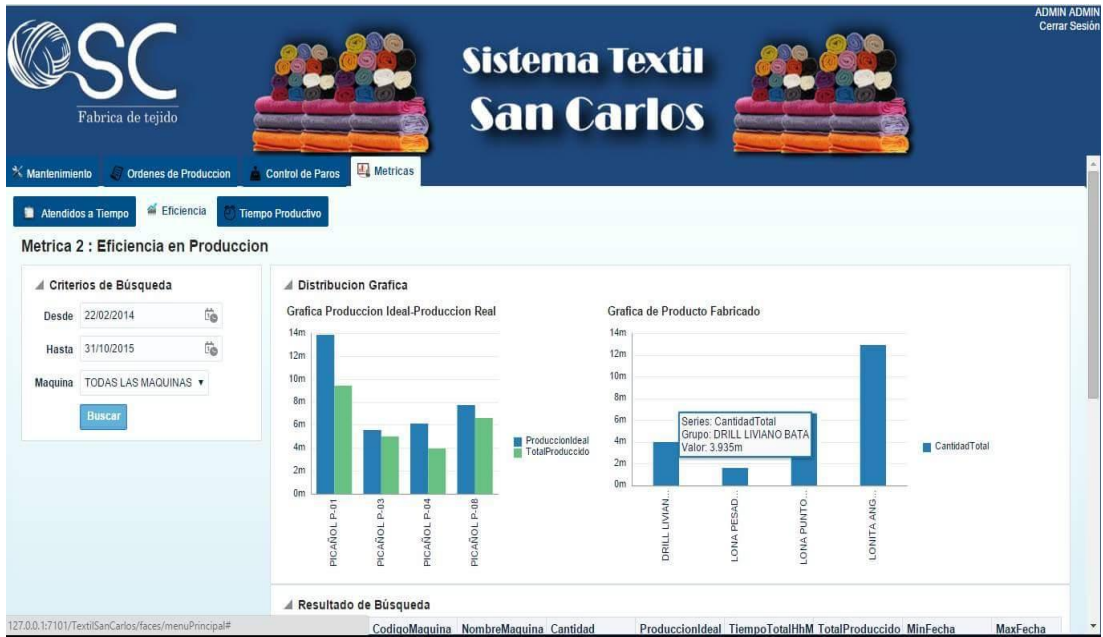 ADMIN ADMIN
Cerrar Sesión
SC
Fabrica de tejido
Sistema Textil
San Carlos
Mantenimiento
Ordenes de Produccion
Control de Paros
Metricas
Atendidos a Tiempo
Eficiencia
Tiempo Productivo
Metrica 2 : Eficiencia en Produccion
Criterios de Búsqueda
Desde 22/02/2014
Hasta 31/10/2015
Maquina TODAS LAS MAQUINAS
Buscar
Distribucion Grafica
Grafica Produccion Ideal-Produccion Real
14m
12m
10m
8m
6m
4m
2m
0m
PICAÑOL P-01
PICAÑOL P-03
PICAÑOL P-04
PICAÑOL P-08
ProduccionIdeal
TotalProduccido
Grafica de Producto Fabricado
14m
12m
10m
8m
6m
4m
2m
0m
Series: CantidadTotal
Grupo: DRILL LIVIANO BATA
Valor: 3.935m
DRILL LIVIAN...
LONA PESAD...
LONA PUNTO...
LONITA ANG...
CantidadTotal
Resultado de Búsqueda
CodigoMaquina NombreMaquina Cantidad ProduccionIdeal TiempoTotalHhM TotalProduccido MinFecha MaxFecha
127.0.0.1:7101/TextilSanCarlos/faces/menuPrincipal#